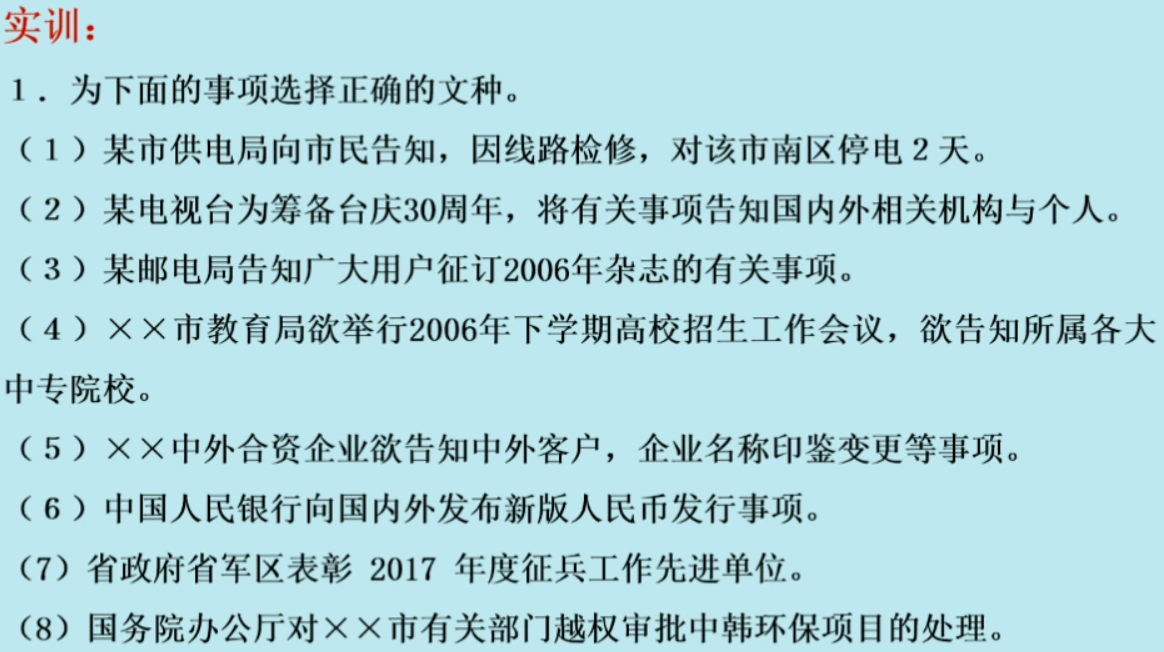 实训：
1．为下面的事项选择正确的文种。
（1）某市供电局向市民告知，因线路检修，对该市南区停电2天。
（2）某电视台为筹备台庆30周年，将有关事项告知国内外相关机构与个人。
（3）某邮电局告知广大用户征订2006年杂志的有关事项。
（4）××市教育局欲举行2006年下学期高校招生工作会议，欲告知所属各大
中专院校。
（5）××中外合资企业欲告知中外客户，企业名称印鉴变更等事项。
（6）中国人民银行向国内外发布新版人民币发行事项。
（7）省政府省军区表彰 2017 年度征兵工作先进单位。
（8）国务院办公厅对××市有关部门越权审批中韩环保项目的处理。